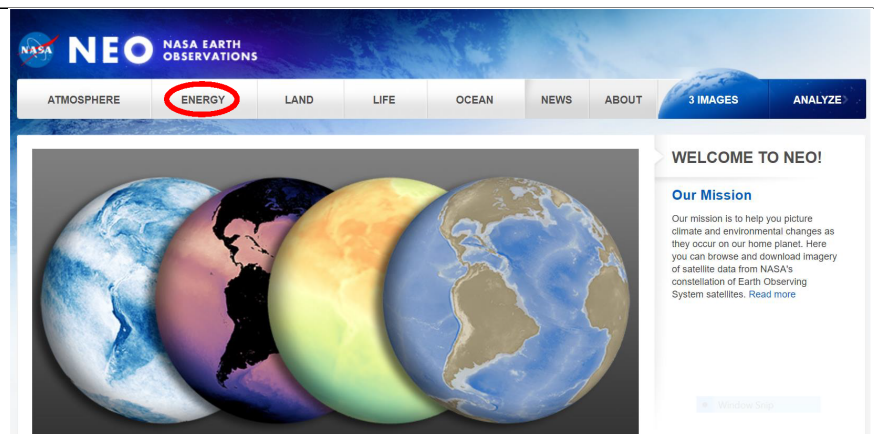 NASA
NEO
NASA EARTH
OBSERVATIONS
ATMOSPHERE ENERGY LAND LIFE OCEAN NEWS ABOUT 3 IMAGES ANALYZE
WELCOME TO NEO!
Our Mission
Our mission is to help you picture
climate and environmental changes as
they occur on our home planet. Here
you can browse and download imagery
of satellite data from NASA's
constellation of Earth Observing
System satellites. Read more